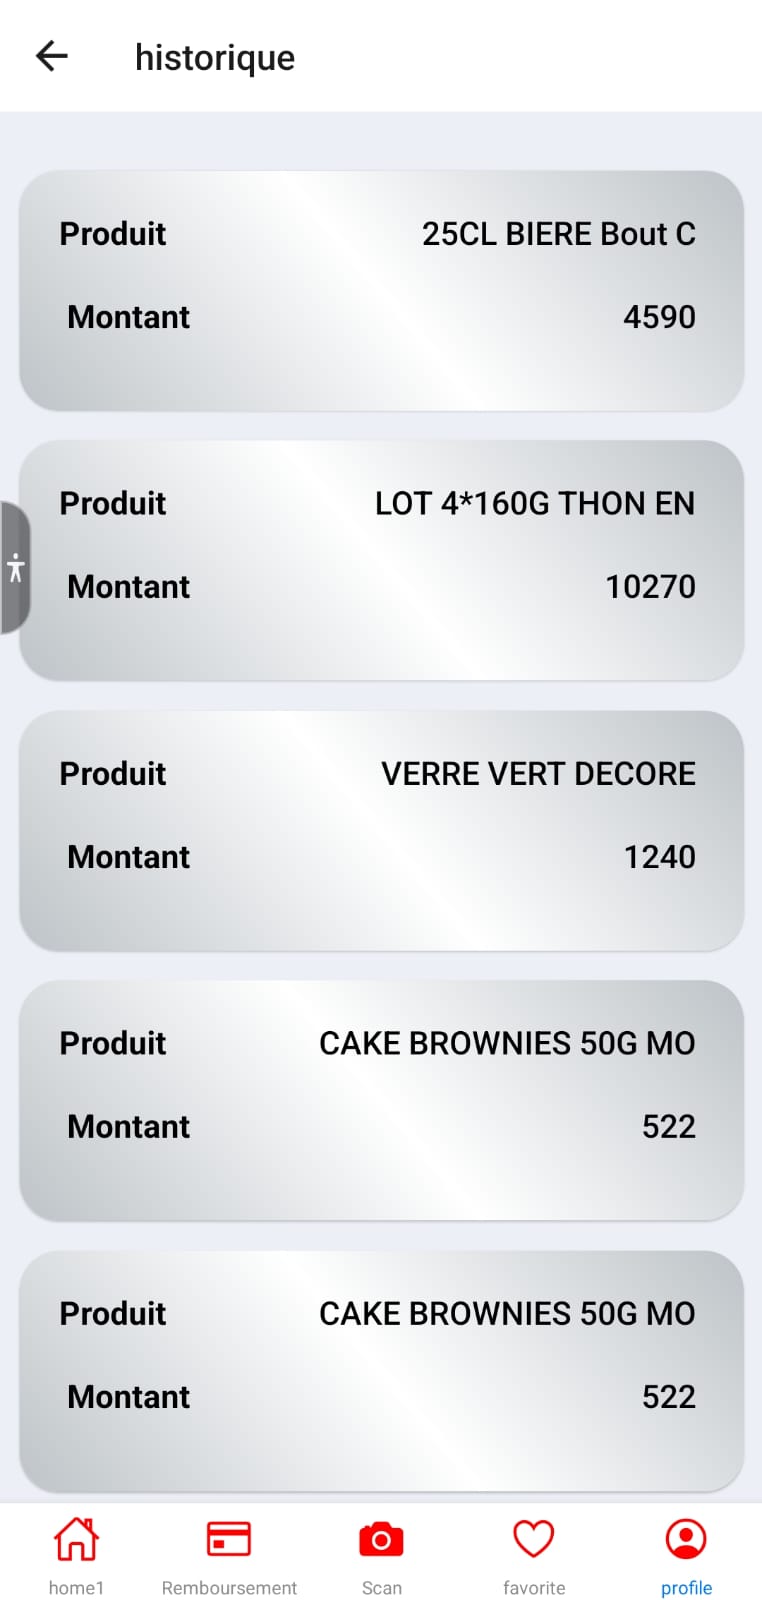 historique
Produit 25CL BIERE Bout C
Montant 4590
Produit LOT 4*160G THON EN
Montant 10270
Produit VERRE VERT DECORE
Montant 1240
Produit CAKE BROWNIES 50G MO
Montant 522
Produit CAKE BROWNIES 50G MO
Montant 522
home1 Remboursement Scan favorite profile